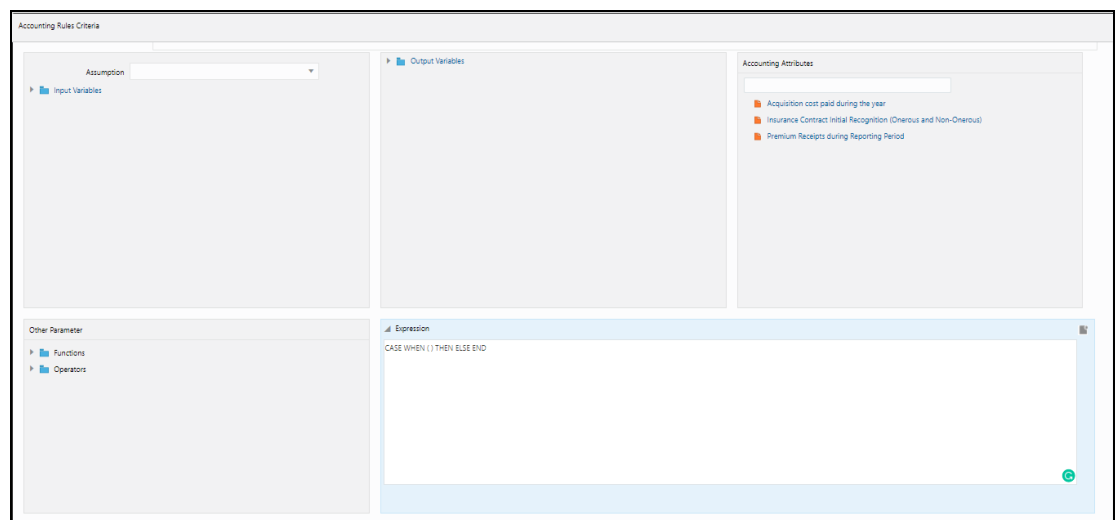 Accounting Rules Criteria
Assumption
Input Variables
Output Variables
Accounting Attributes
Acquisition cost paid during the year
Insurance Contract Initial Recognition (Onerous and Non-Onerous)
Premium Receipts during Reporting Period
Other Parameter
Functions
Operators
Expression
CASE WHEN ( ) THEN ELSE END